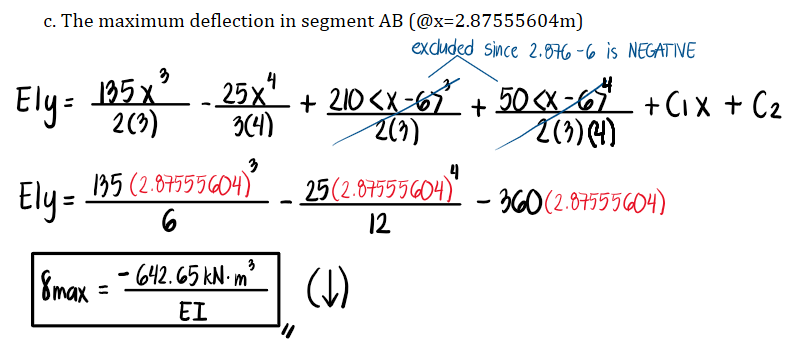 c. The maximum deflection in segment AB (@x=2.87555604m)
excluded since 2.876 - 6 is NEGATIVE
EIy = 135x³/2(3) - 25x⁴/3(4) + 210<x-6>³/2(3) + 50<x-6>⁴/2(3)(4) + C1x + C2
EIy = 135(2.87555604)³/6 - 25(2.87555604)⁴/12 - 360(2.87555604)
δmax = -642.65 kN·m³/EI (↓)